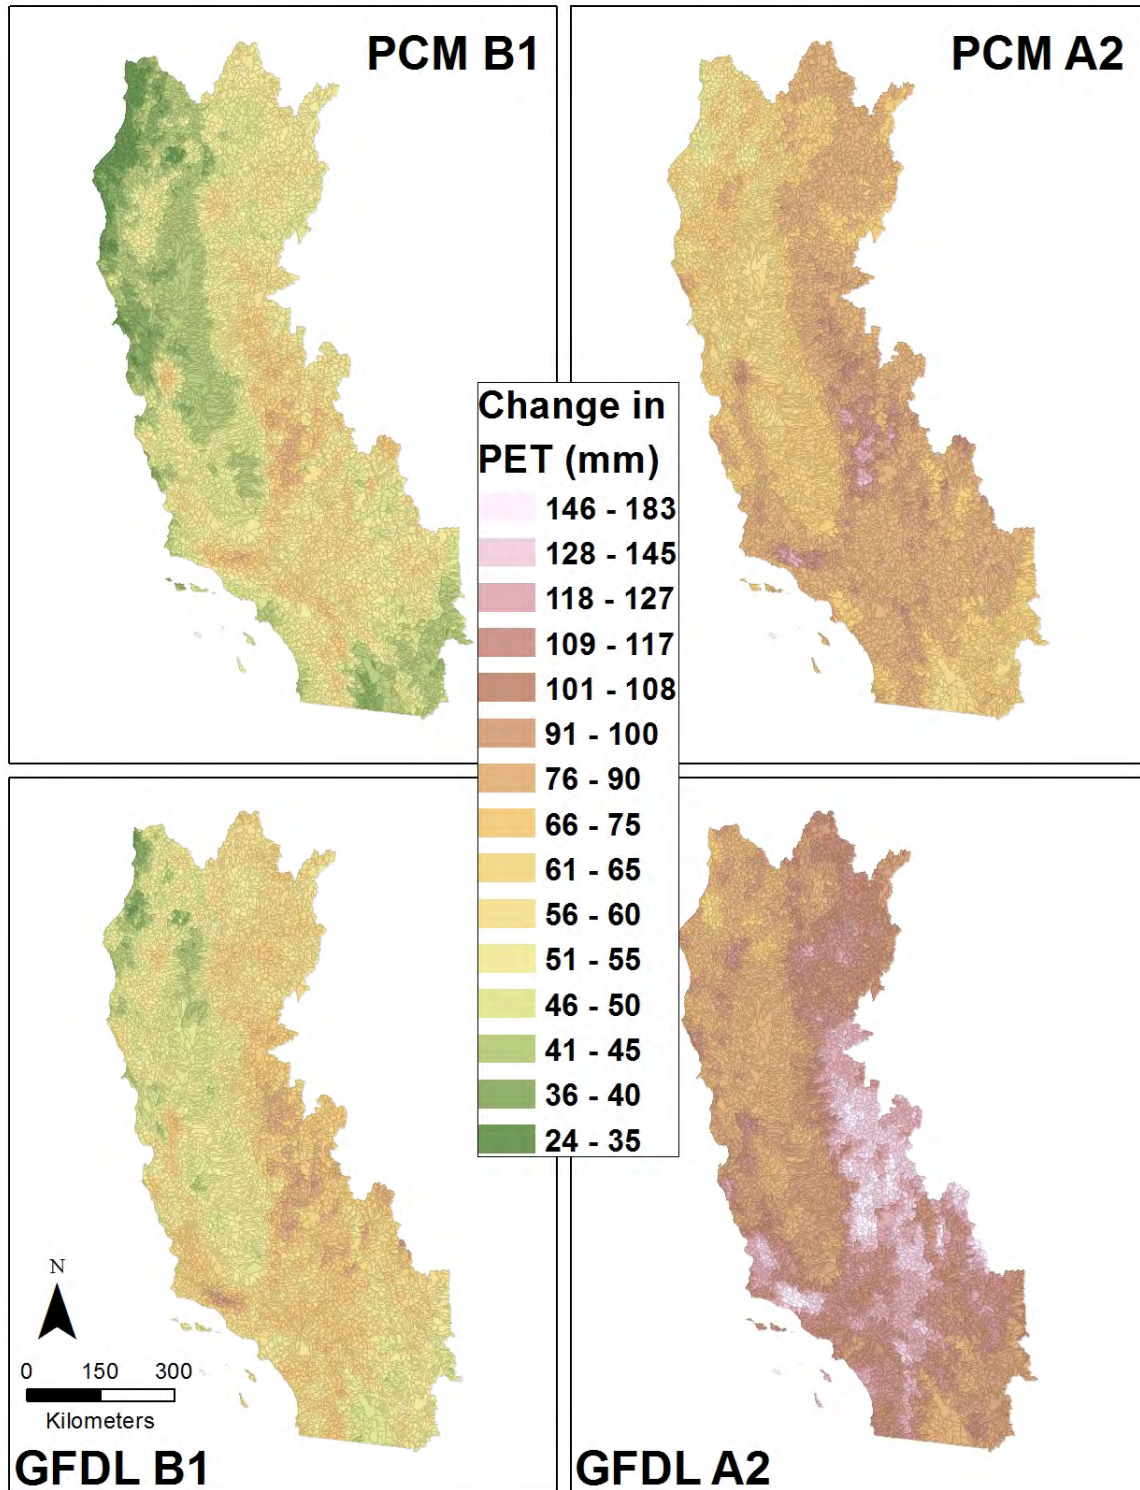 PCM B1
PCM A2
Change in
PET (mm)
146 - 183
128 - 145
118 - 127
109 - 117
101 - 108
91 - 100
76 - 90
66 - 75
61 - 65
56 - 60
51 - 55
46 - 50
41 - 45
36 - 40
24 - 35
N
0 150 300
Kilometers
GFDL B1
GFDL A2